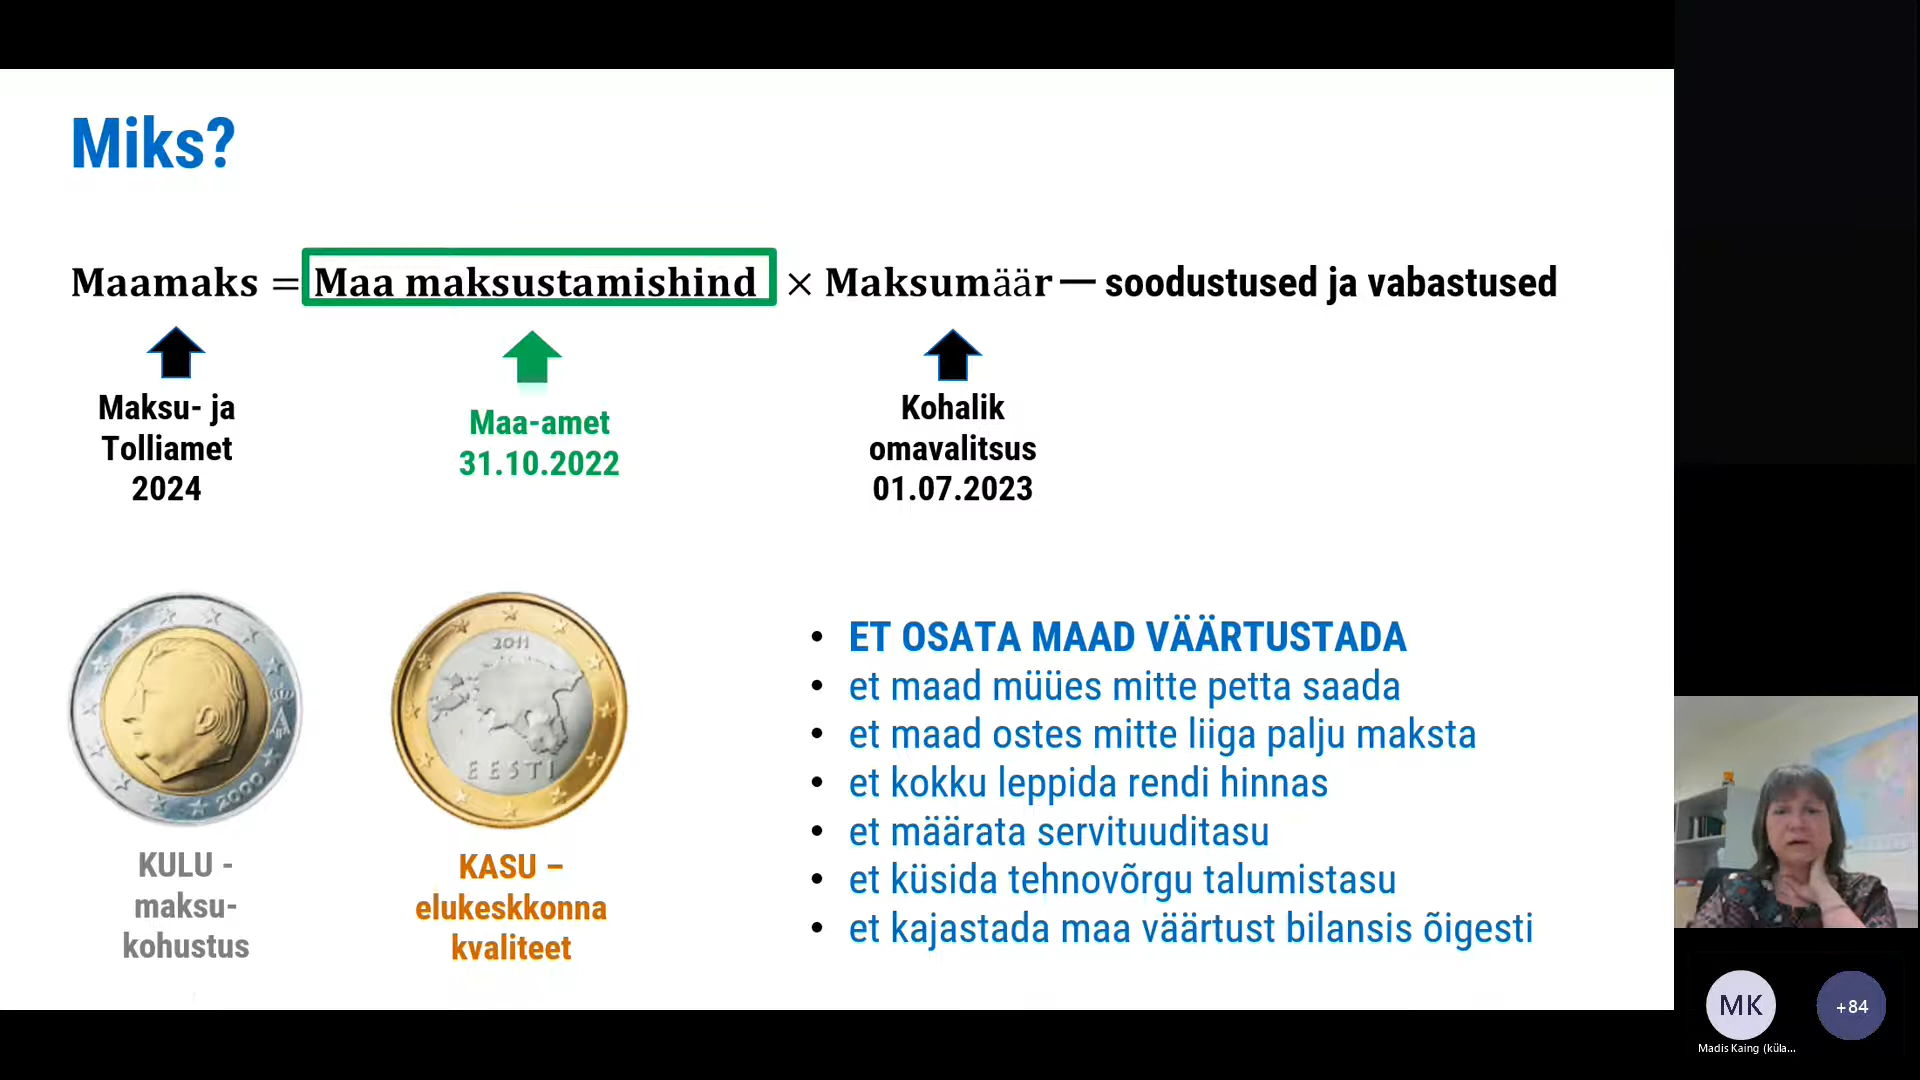 Miks?
Maamaks = Maa maksustamishind × Maksumäär — soodustused ja vabastused
Maksu- ja
Tolliamet
2024
Maa-amet
31.10.2022
Kohalik
omavalitsus
01.07.2023
2000
2011
EESTI
KULU -
maksu-
kohustus
KASU –
elukeskkonna
kvaliteet
• ET OSATA MAAD VÄÄRTUSTADA
• et maad müües mitte petta saada
• et maad ostes mitte liiga palju maksta
• et kokku leppida rendi hinnas
• et määrata servituuditasu
• et küsida tehnovõrgu talumistasu
• et kajastada maa väärtust bilansis õigesti
MK
+84
Madis Kaing (küla...